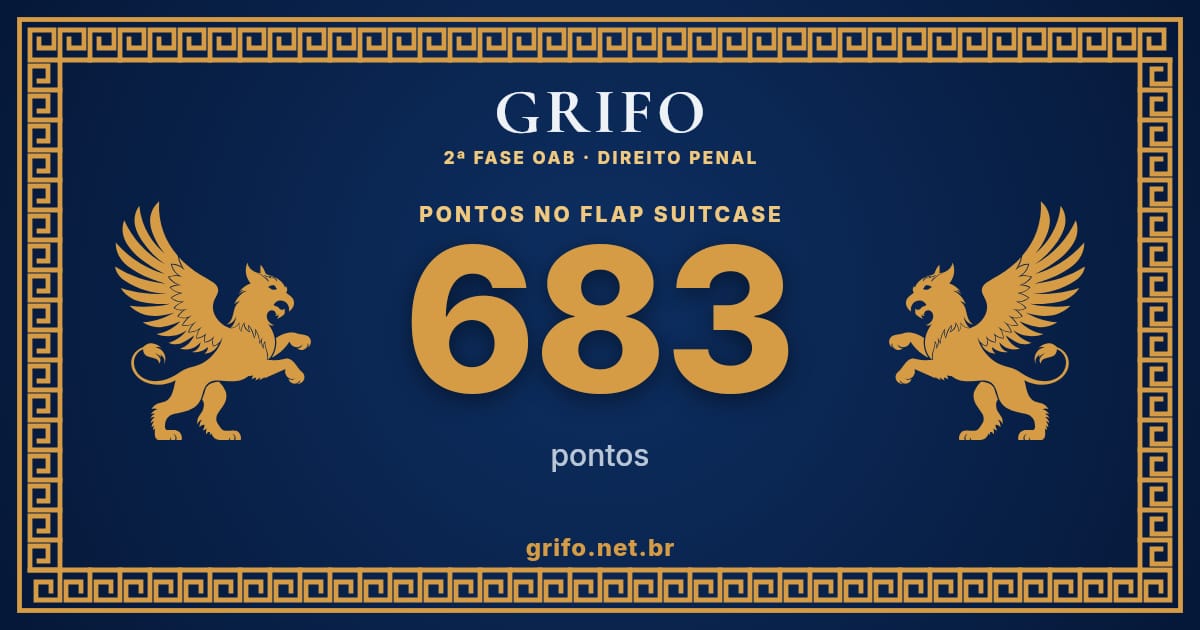 GRIFO
2ª FASE OAB · DIREITO PENAL
PONTOS NO FLAP SUITCASE
683
pontos
grifo.net.br